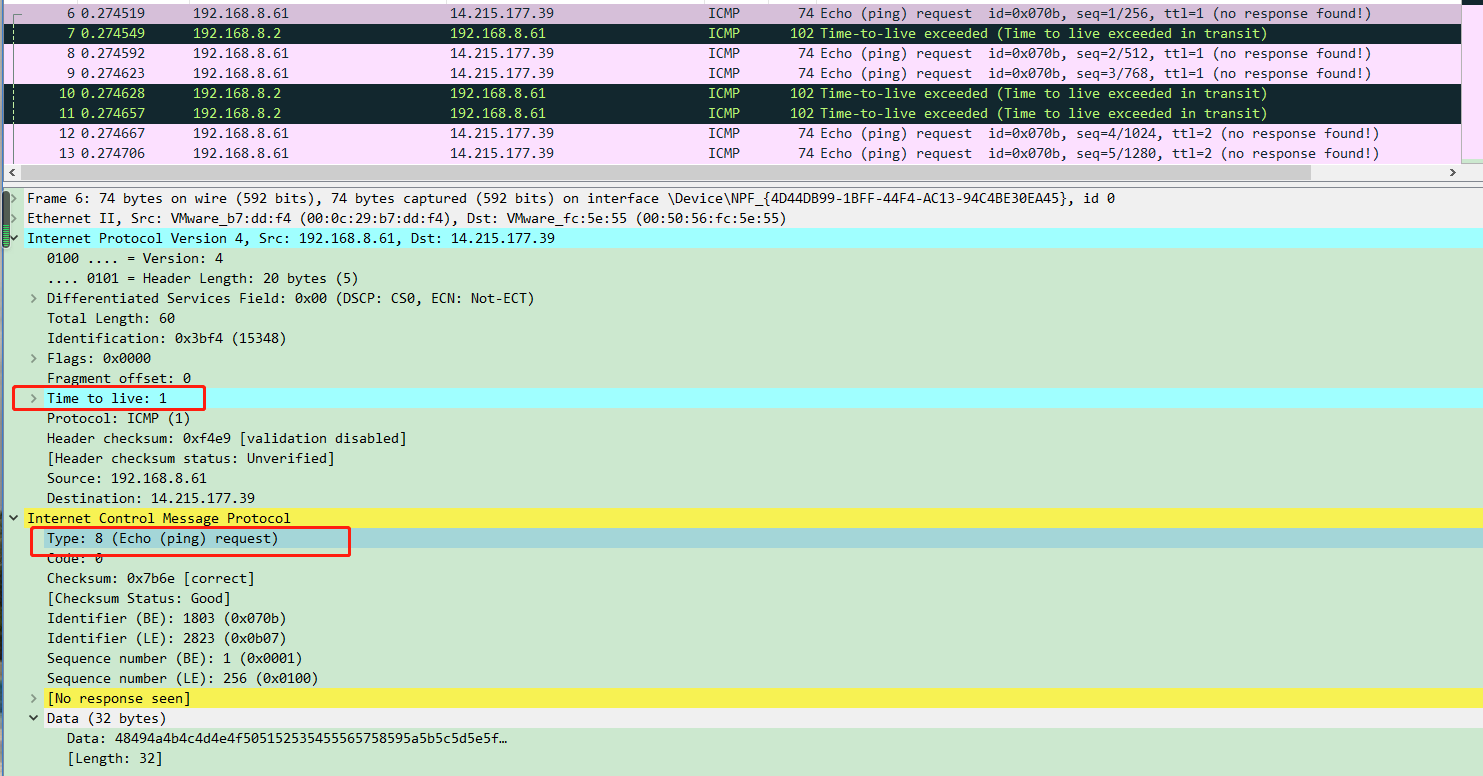 6 0.274519 192.168.8.61 14.215.177.39 ICMP 74 Echo (ping) request id=0x070b, seq=1/256, ttl=1 (no response found!)
7 0.274549 192.168.8.2 192.168.8.61 ICMP 102 Time-to-live exceeded (Time to live exceeded in transit)
8 0.274592 192.168.8.61 14.215.177.39 ICMP 74 Echo (ping) request id=0x070b, seq=2/512, ttl=1 (no response found!)
9 0.274623 192.168.8.61 14.215.177.39 ICMP 74 Echo (ping) request id=0x070b, seq=3/768, ttl=1 (no response found!)
10 0.274628 192.168.8.2 192.168.8.61 ICMP 102 Time-to-live exceeded (Time to live exceeded in transit)
11 0.274657 192.168.8.2 192.168.8.61 ICMP 102 Time-to-live exceeded (Time to live exceeded in transit)
12 0.274667 192.168.8.61 14.215.177.39 ICMP 74 Echo (ping) request id=0x070b, seq=4/1024, ttl=2 (no response found!)
13 0.274706 192.168.8.61 14.215.177.39 ICMP 74 Echo (ping) request id=0x070b, seq=5/1280, ttl=2 (no response found!)
Frame 6: 74 bytes on wire (592 bits), 74 bytes captured (592 bits) on interface \Device\NPF_{4D44DB99-1BFF-44F4-AC13-94C4BE30EA45}, id 0
Ethernet II, Src: VMware_b7:dd:f4 (00:0c:29:b7:dd:f4), Dst: VMware_fc:5e:55 (00:50:56:fc:5e:55)
Internet Protocol Version 4, Src: 192.168.8.61, Dst: 14.215.177.39
0100 .... = Version: 4
.... 0101 = Header Length: 20 bytes (5)
Differentiated Services Field: 0x00 (DSCP: CS0, ECN: Not-ECT)
Total Length: 60
Identification: 0x3bf4 (15348)
Flags: 0x0000
Fragment offset: 0
Time to live: 1
Protocol: ICMP (1)
Header checksum: 0xf4e9 [validation disabled]
[Header checksum status: Unverified]
Source: 192.168.8.61
Destination: 14.215.177.39
Internet Control Message Protocol
Type: 8 (Echo (ping) request)
Code: 0
Checksum: 0x7b6e [correct]
[Checksum Status: Good]
Identifier (BE): 1803 (0x070b)
Identifier (LE): 2823 (0x0b07)
Sequence number (BE): 1 (0x0001)
Sequence number (LE): 256 (0x0100)
[No response seen]
Data (32 bytes)
Data: 48494a4b4c4d4e4f505152535455565758595a5b5c5d5e5f…
[Length: 32]